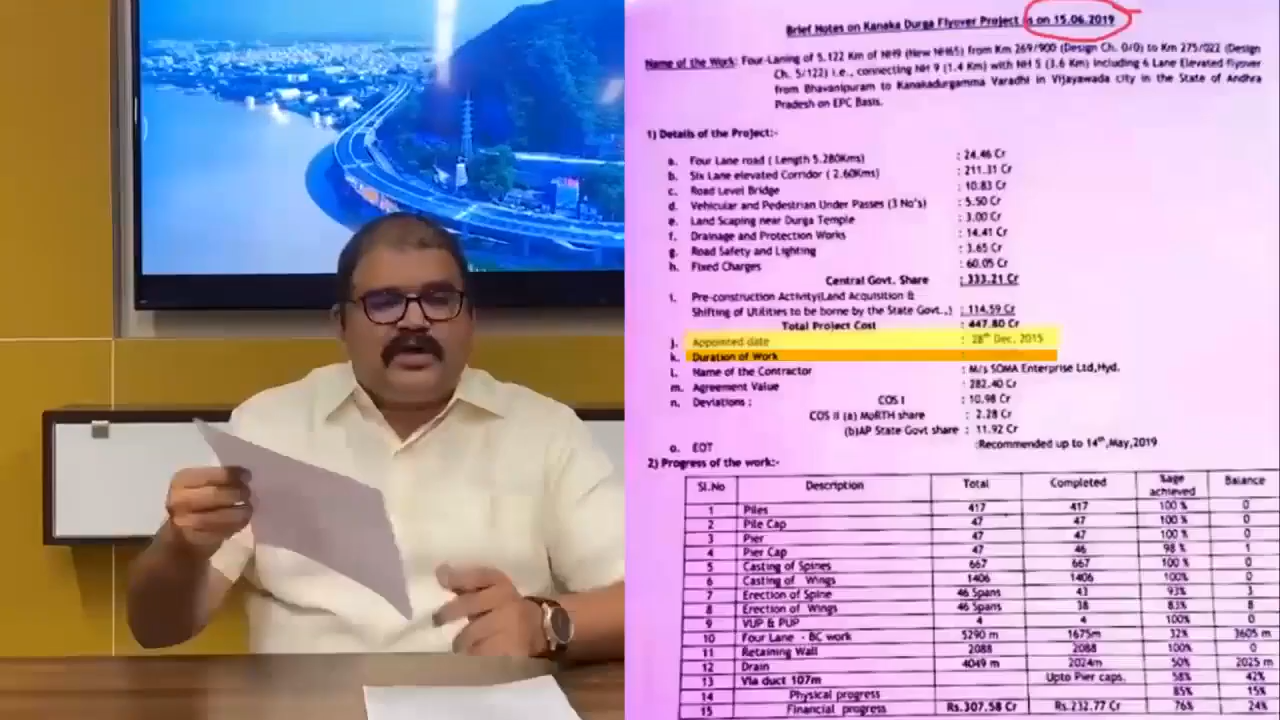 Brief Notes on Kanaka Durga Flyover Project as on 15.06.2019
Name of the Work: Four-Laning of 5.122 Km of NH9 (New NH65) from Km 269/900 (Design Ch. 0/0) to Km 275/022 (Design
Ch. 5/122) i.e., connecting NH 9 (1.4 Km) with NH 5 (3.6 Km) including 6 Lane Elevated flyover
from Bhavanipuram to Kanakadurgamma Varadhi in Vijayawada city in the State of Andhra
Pradesh on EPC Basis.
1) Details of the Project:-
a. Four Lane road ( Length 5.280Kms) : 24.46 Cr
b. Six Lane elevated Corridor ( 2.60Kms) : 211.31 Cr
c. Road Level Bridge : 10.83 Cr
d. Vehicular and Pedestrian Under Passes (3 No's) : 5.50 Cr
e. Land Scaping near Durga Temple : 3.00 Cr
f. Drainage and Protection Works : 14.41 Cr
g. Road Safety and Lighting : 3.65 Cr
h. Fixed Charges : 60.05 Cr
Central Govt. Share : 333.21 Cr
i. Pre-construction Activity(Land Acquisition &
Shifting of Utilities to be borne by the State Govt.,) : 114.59 Cr
Total Project Cost : 447.80 Cr
j. Appointed date : 28th Dec, 2015
k. Duration of Work
l. Name of the Contractor : M/s SOMA Enterprise Ltd,Hyd.
m. Agreement Value : 282.40 Cr
n. Deviations : COS I : 10.98 Cr
COS II (a) MoRTH share : 2.28 Cr
(b)AP State Govt share : 11.92 Cr
o. EOT :Recommended up to 14th,May,2019
2) Progress of the work:-
Sl.No Description Total Completed %age achieved Balance
1 Piles 417 417 100 % 0
2 Pile Cap 47 47 100 % 0
3 Pier 47 47 100 % 0
4 Pier Cap 47 46 98 % 1
5 Casting of Spines 667 667 100 % 0
6 Casting of Wings 1406 1406 100% 0
7 Erection of Spine 46 Spans 43 93% 3
8 Erection of Wings 46 Spans 38 83% 8
9 VUP & PUP 4 4 100% 0
10 Four Lane - BC work 5290 m 1675m 32% 3605 m
11 Retaining Wall 2088 2088 100% 0
12 Drain 4049 m 2024m 50% 2025 m
13 Via duct 107m Upto Pier caps. 58% 42%
14 Physical progress 85% 15%
15 Financial progress Rs.307.58 Cr Rs.232.77 Cr 76% 24%